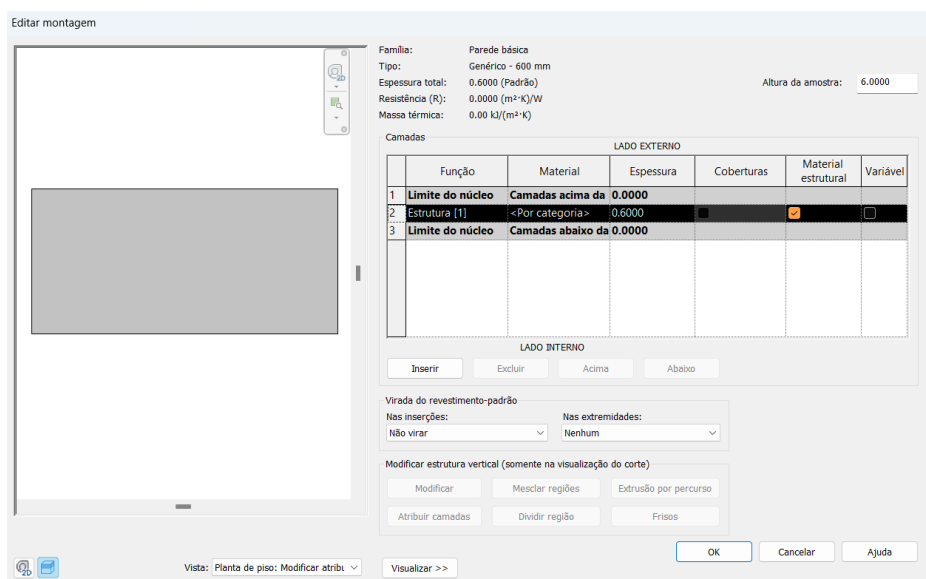 Editar montagem
Família: Parede básica
Tipo: Genérico - 600 mm
Espessura total: 0.6000 (Padrão) Altura da amostra: 6.0000
Resistência (R): 0.0000 (m²·K)/W
Massa térmica: 0.00 kJ/(m²·K)
Camadas
LADO EXTERNO
Função Material Espessura Coberturas Material estrutural Variável
1 Limite do núcleo Camadas acima da 0.0000
2 Estrutura [1] <Por categoria> 0.6000
3 Limite do núcleo Camadas abaixo da 0.0000
LADO INTERNO
Inserir Excluir Acima Abaixo
Virada do revestimento-padrão
Nas inserções: Nas extremidades:
Não virar Nenhum
Modificar estrutura vertical (somente na visualização do corte)
Modificar Mesclar regiões Extrusão por percurso
Atribuir camadas Dividir região Frisos
OK Cancelar Ajuda
2D Vista: Planta de piso: Modificar atribu Visualizar >>
2D